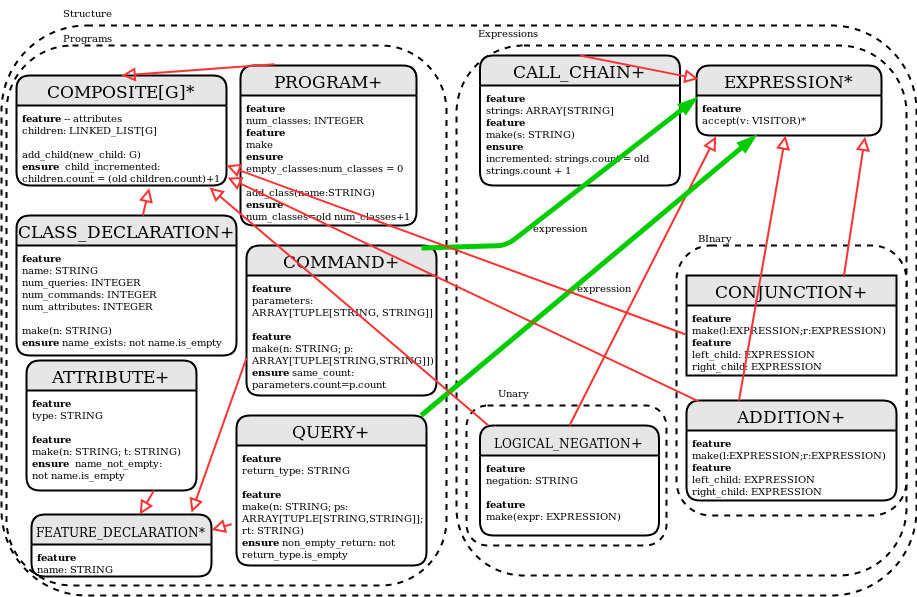 Structure
Programs
COMPOSITE[G]*
feature -- attributes
children: LINKED_LIST[G]
add_child(new_child: G)
ensure child_incremented:
children.count = (old children.count)+1
PROGRAM+
feature
num_classes: INTEGER
feature
make
ensure
empty_classes:num_classes = 0
add_class(name:STRING)
ensure
num_classes=old num_classes+1
CLASS_DECLARATION+
feature
name: STRING
num_queries: INTEGER
num_commands: INTEGER
num_attributes: INTEGER
make(n: STRING)
ensure name_exists: not name.is_empty
COMMAND+
feature
parameters:
ARRAY[TUPLE[STRING, STRING]]
feature
make(n: STRING; p:
ARRAY[TUPLE[STRING,STRING]])
ensure same_count:
parameters.count=p.count
ATTRIBUTE+
feature
type: STRING
feature
make(n: STRING; t: STRING)
ensure name_not_empty:
not name.is_empty
QUERY+
feature
return_type: STRING
feature
make(n: STRING; ps:
ARRAY[TUPLE[STRING,STRING]];
rt: STRING)
ensure non_empty_return: not
return_type.is_empty
FEATURE_DECLARATION*
feature
name: STRING
Expressions
CALL_CHAIN+
feature
strings: ARRAY[STRING]
feature
make(s: STRING)
ensure
incremented: strings.count = old
strings.count + 1
EXPRESSION*
feature
accept(v: VISITOR)*
expression
expression
BInary
CONJUNCTION+
feature
make(l:EXPRESSION;r:EXPRESSION)
feature
left_child: EXPRESSION
right_child: EXPRESSION
ADDITION+
feature
make(l:EXPRESSION;r:EXPRESSION)
feature
left_child: EXPRESSION
right_child: EXPRESSION
Unary
LOGICAL_NEGATION+
feature
negation: STRING
feature
make(expr: EXPRESSION)